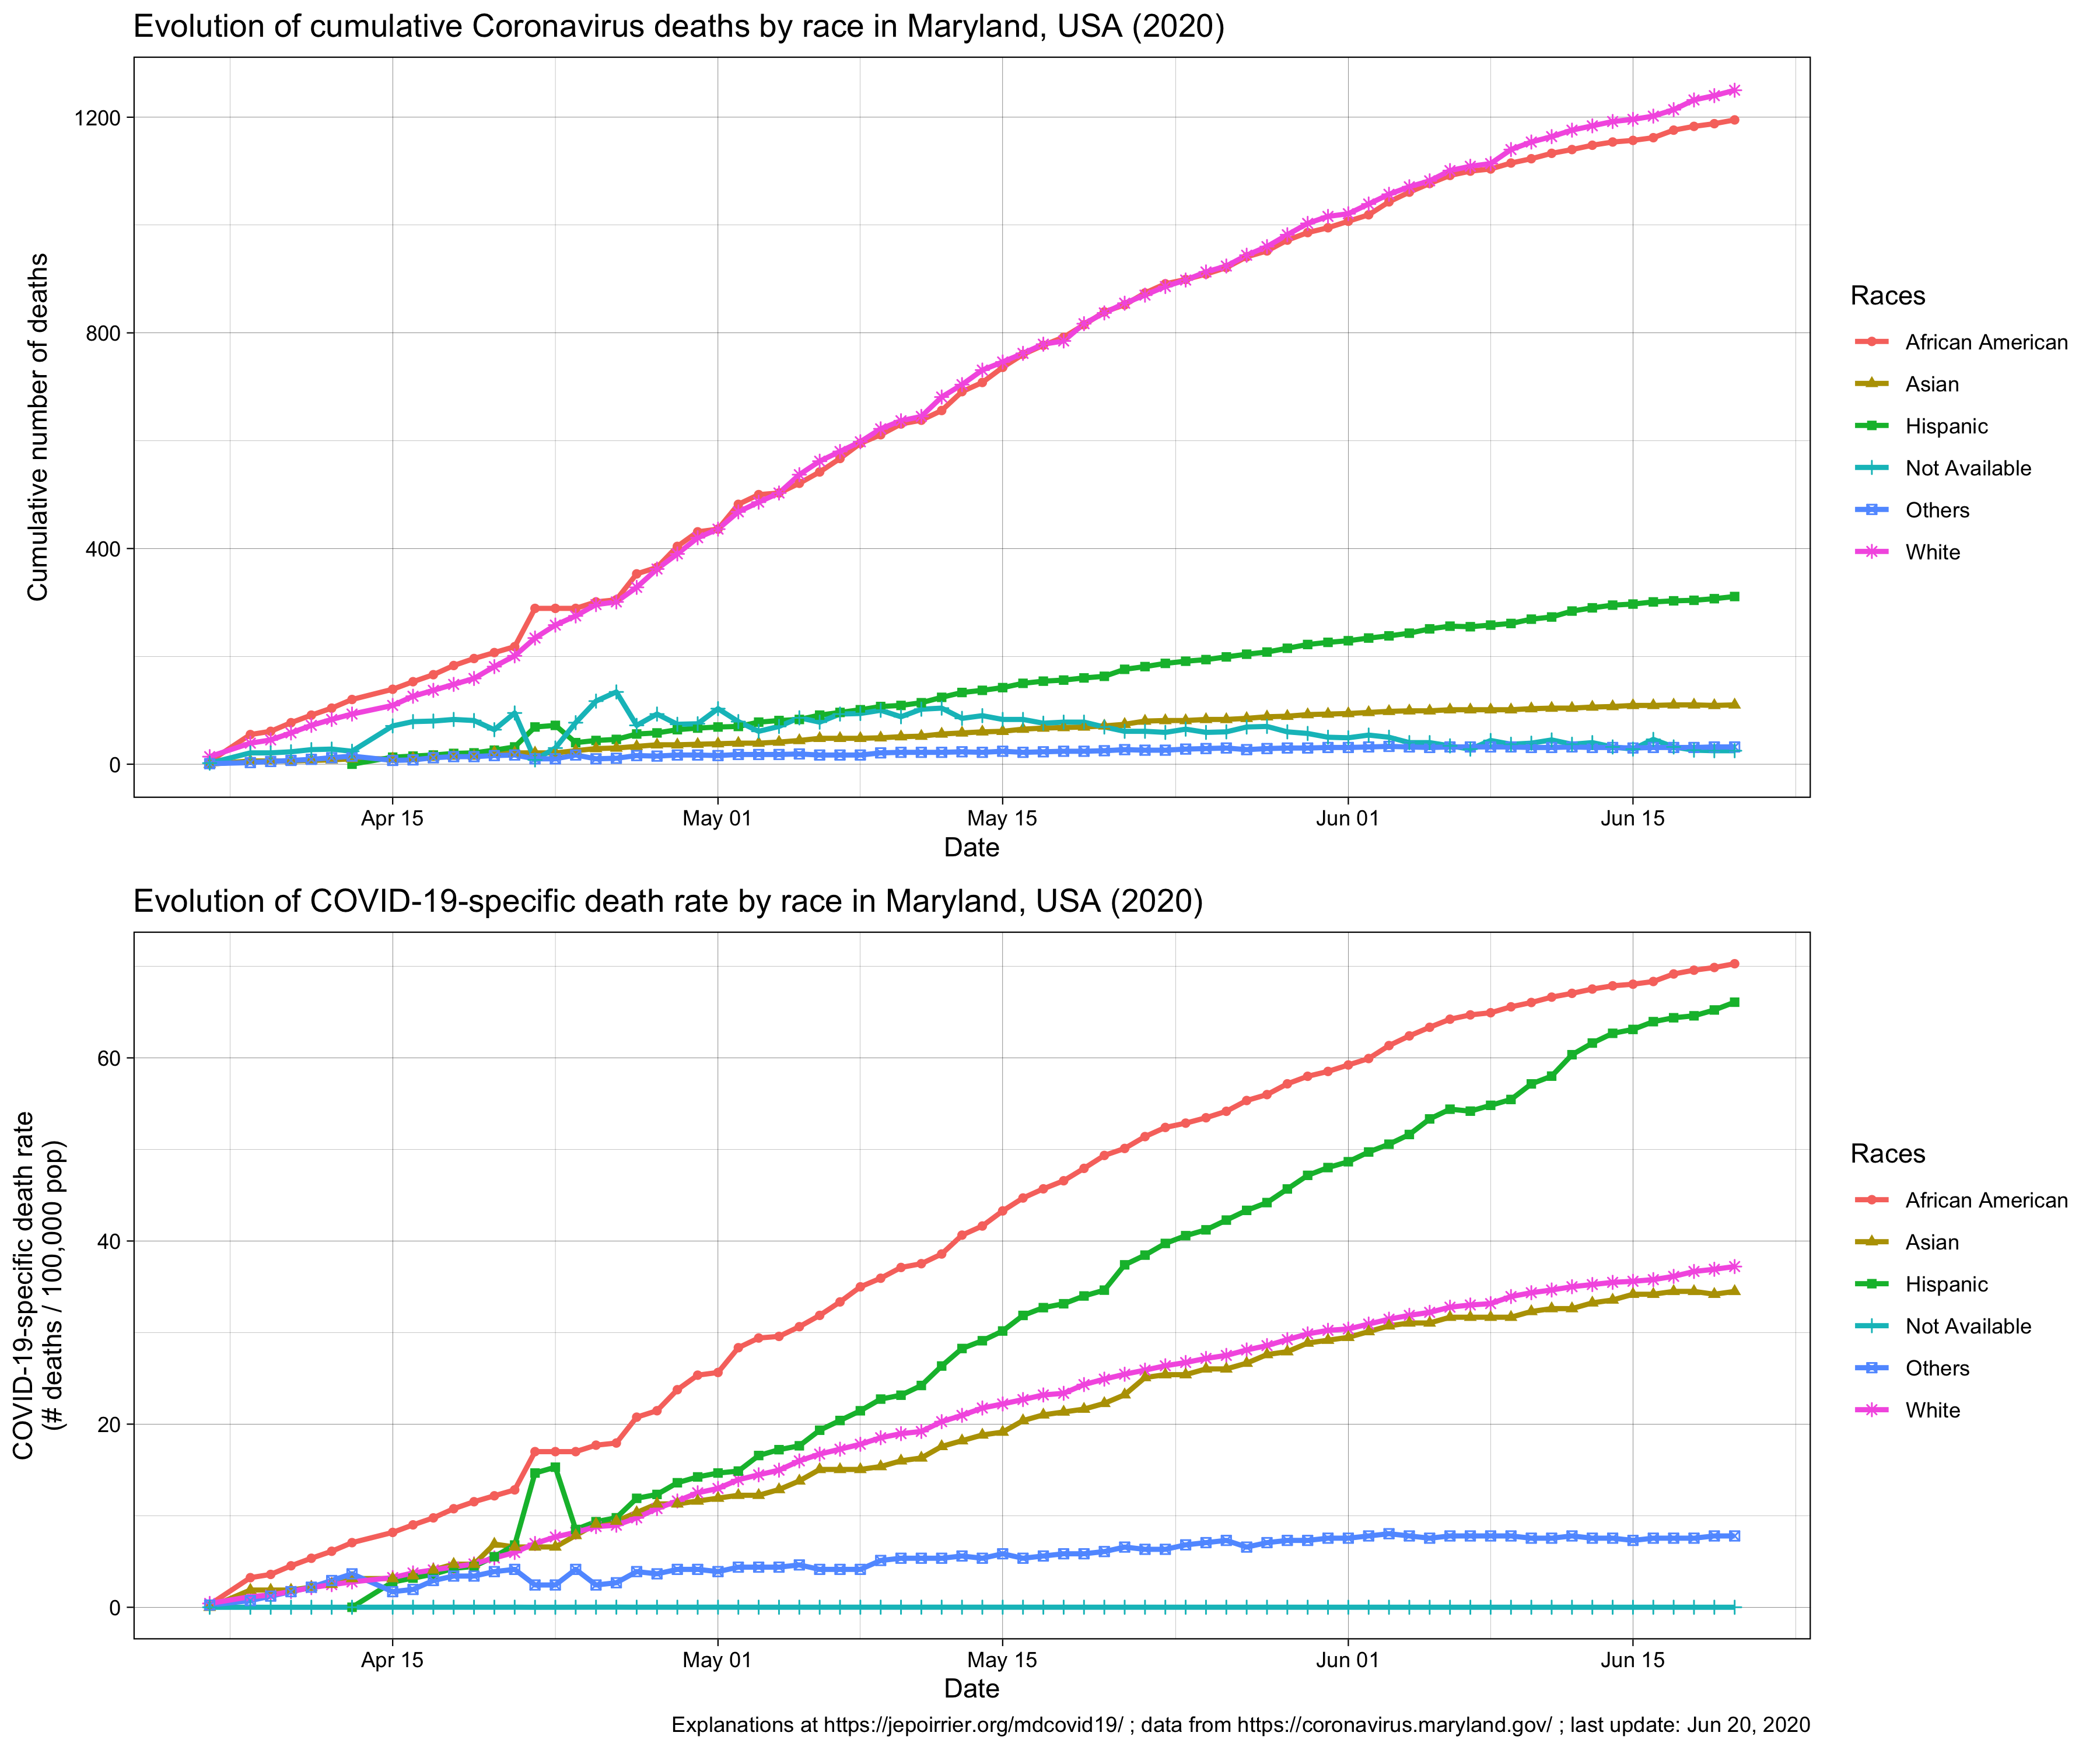 Evolution of cumulative Coronavirus deaths by race in Maryland, USA (2020)
Cumulative number of deaths
1200
800
400
0
Apr 15
May 01
May 15
Jun 01
Jun 15
Date
Races
African American
Asian
Hispanic
Not Available
Others
White
Evolution of COVID-19-specific death rate by race in Maryland, USA (2020)
COVID-19-specific death rate
(# deaths / 100,000 pop)
60
40
20
0
Apr 15
May 01
May 15
Jun 01
Jun 15
Date
Races
African American
Asian
Hispanic
Not Available
Others
White
Explanations at https://jepoirrier.org/mdcovid19/ ; data from https://coronavirus.maryland.gov/ ; last update: Jun 20, 2020